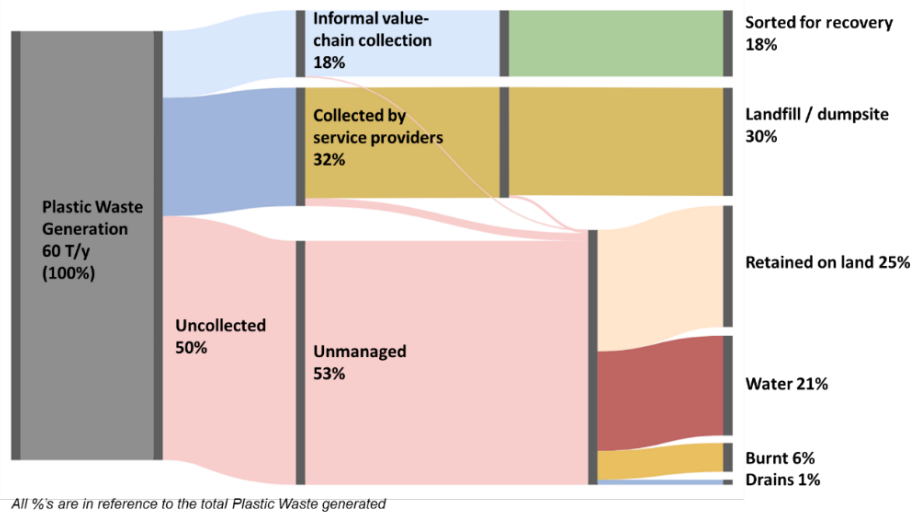 Plastic Waste
Generation
60 T/y
(100%)
Uncollected
50%
Informal value-
chain collection
18%
Collected by
service providers
32%
Unmanaged
53%
Sorted for recovery
18%
Landfill / dumpsite
30%
Retained on land 25%
Water 21%
Burnt 6%
Drains 1%
All %'s are in reference to the total Plastic Waste generated